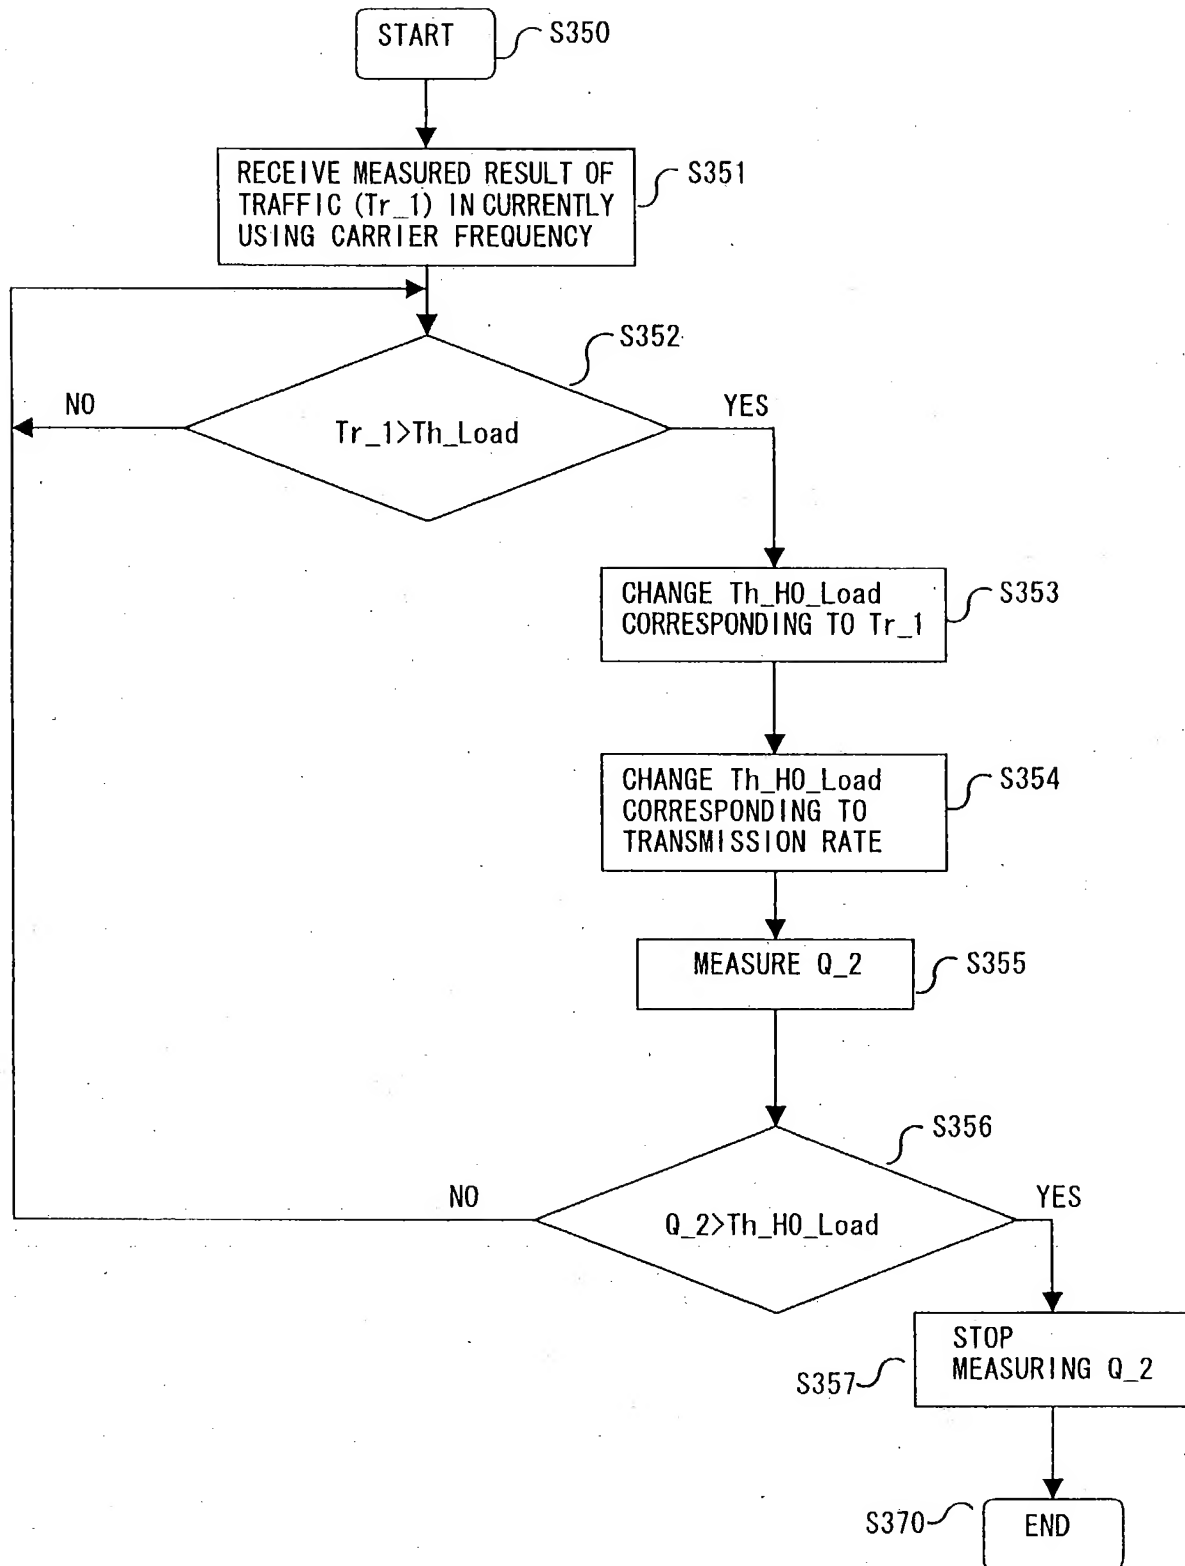 START
S350
RECEIVE MEASURED RESULT OF
TRAFFIC (Tr_1) IN CURRENTLY
USING CARRIER FREQUENCY
S351
S352
NO
YES
Tr_1>Th_Load
CHANGE Th_HO_Load
CORRESPONDING TO Tr_1
S353
CHANGE Th_HO_Load
CORRESPONDING TO
TRANSMISSION RATE
S354
MEASURE Q_2
S355
S356
NO
YES
Q_2>Th_HO_Load
STOP
MEASURING Q_2
S357
S370
END